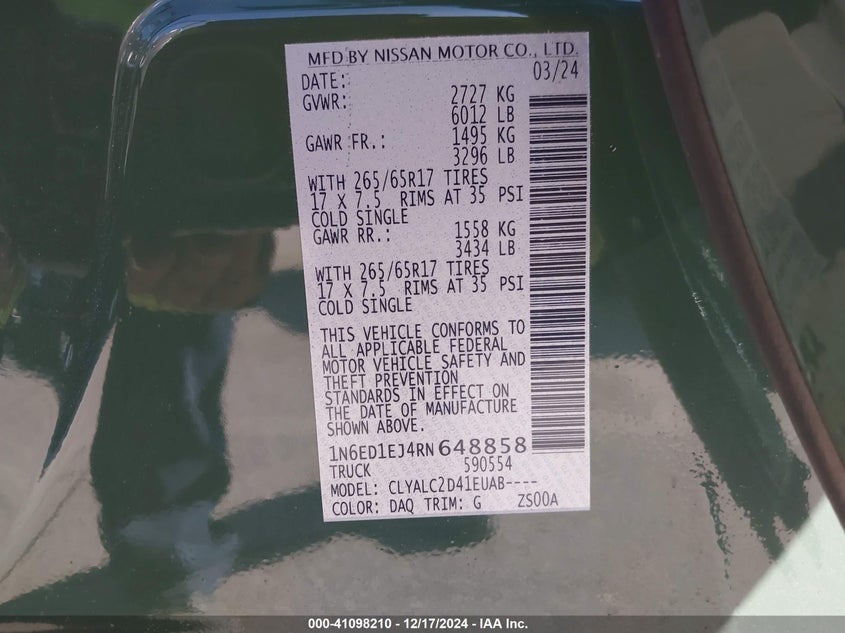 MFD BY NISSAN MOTOR CO., LTD.
DATE: 03/24
GVWR: 2727 KG
6012 LB
GAWR FR.: 1495 KG
3296 LB
WITH 265/65R17 TIRES
17 X 7.5 RIMS AT 35 PSI
COLD SINGLE
GAWR RR.: 1558 KG
3434 LB
WITH 265/65R17 TIRES
17 X 7.5 RIMS AT 35 PSI
COLD SINGLE
THIS VEHICLE CONFORMS TO
ALL APPLICABLE FEDERAL
MOTOR VEHICLE SAFETY AND
THEFT PREVENTION
STANDARDS IN EFFECT ON
THE DATE OF MANUFACTURE
SHOWN ABOVE.
1N6ED1EJ4RN648858
TRUCK 590554
MODEL: CLYALC2D41EUAB----
COLOR: DAQ TRIM: G ZS00A
000-41098210 - 12/17/2024 - IAA Inc.